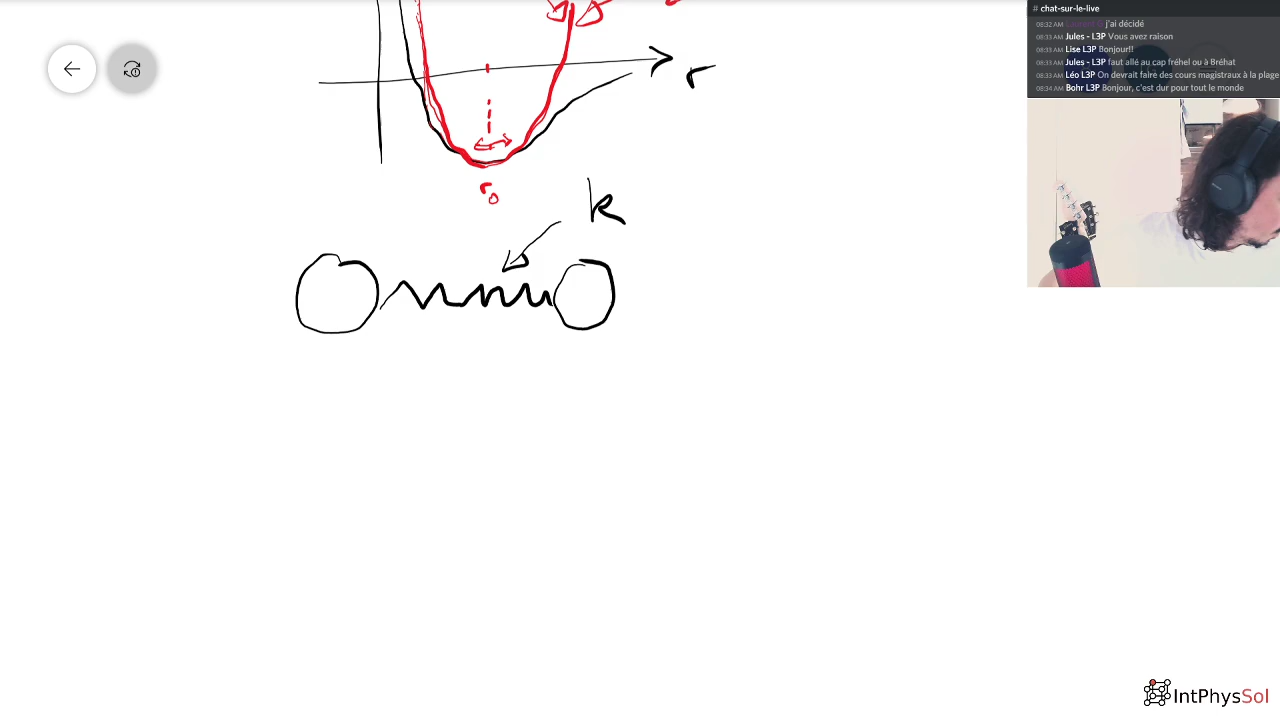 # chat-sur-le-live
08:32 AM Laurent G j'ai décidé
08:33 AM Jules - L3P Vous avez raison
08:33 AM Lise L3P Bonjour!!
08:33 AM Jules - L3P faut allé au cap fréhel ou à Bréhat
08:33 AM Léo L3P On devrait faire des cours magistraux à la plage
08:34 AM Bohr L3P Bonjour, c'est dur pour tout le monde
r
r0
k
IntPhysSol